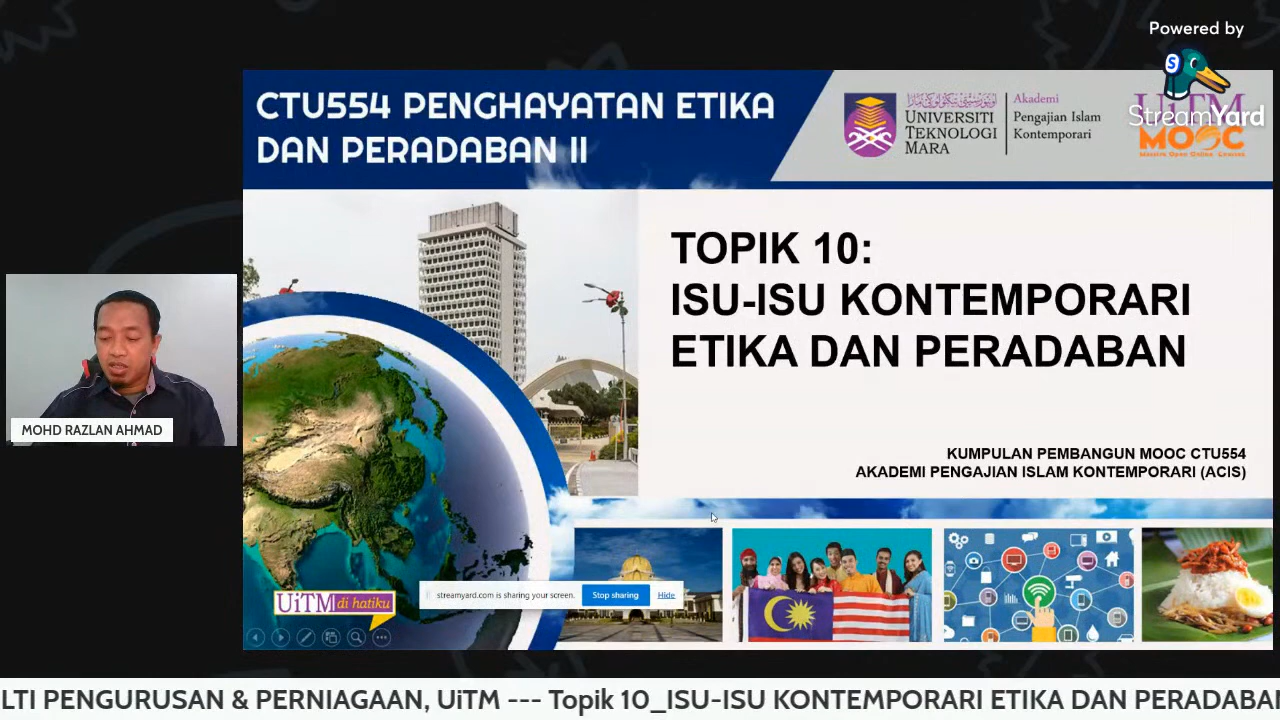 Powered by
StreamYard
CTU554 PENGHAYATAN ETIKA
DAN PERADABAN II
UNIVERSITI
TEKNOLOGI
MARA
Akademi
Pengajian Islam
Kontemporari
UiTM
MOOC
TOPIK 10:
ISU-ISU KONTEMPORARI
ETIKA DAN PERADABAN
KUMPULAN PEMBANGUN MOOC CTU554
AKADEMI PENGAJIAN ISLAM KONTEMPORARI (ACIS)
MOHD RAZLAN AHMAD
streamyard.com is sharing your screen.
Stop sharing
Hide
UiTM di hatiku
LTI PENGURUSAN & PERNIAGAAN, UiTM --- Topik 10_ISU-ISU KONTEMPORARI ETIKA DAN PERADABAN